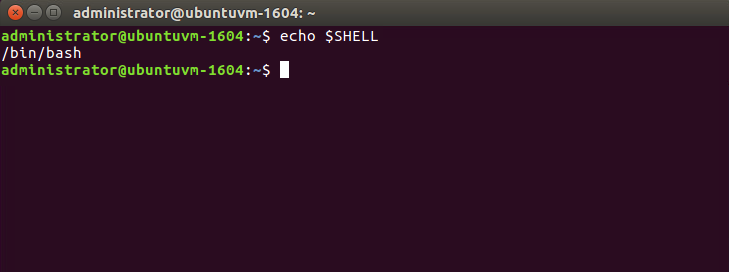 administrator@ubuntuvm-1604: ~
administrator@ubuntuvm-1604:~$ echo $SHELL
/bin/bash
administrator@ubuntuvm-1604:~$